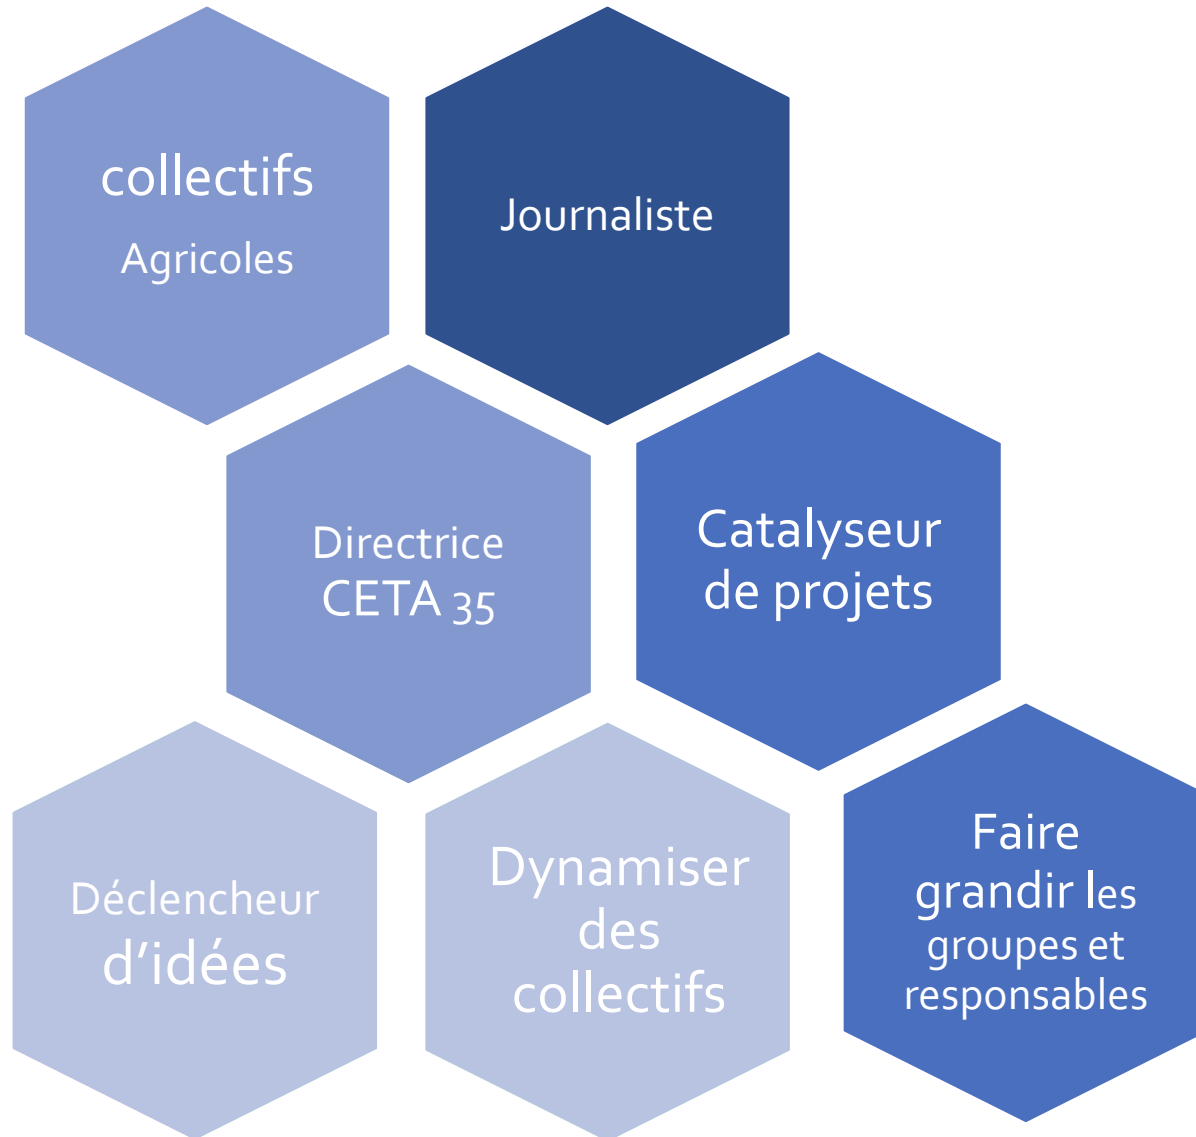 collectifs
Agricoles
Journaliste
Directrice
CETA 35
Catalyseur
de projets
Déclencheur
d’idées
Dynamiser
des
collectifs
Faire
grandir les
groupes et
responsables